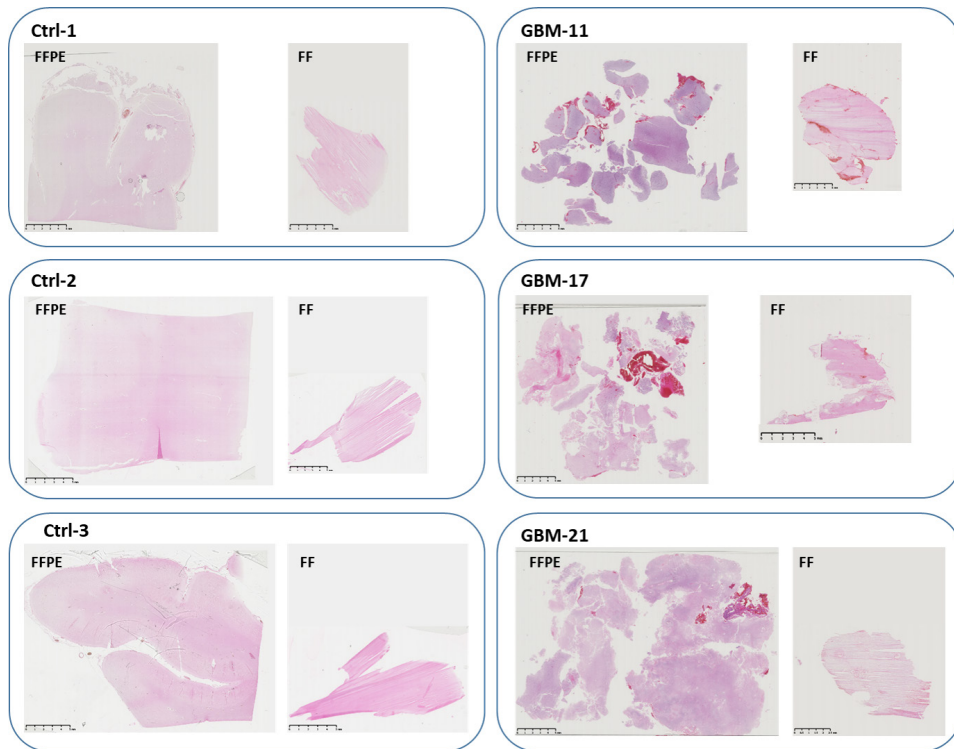 Ctrl-1
FFPE
FF
GBM-11
FFPE
FF
Ctrl-2
FFPE
FF
GBM-17
FFPE
FF
Ctrl-3
FFPE
FF
GBM-21
FFPE
FF